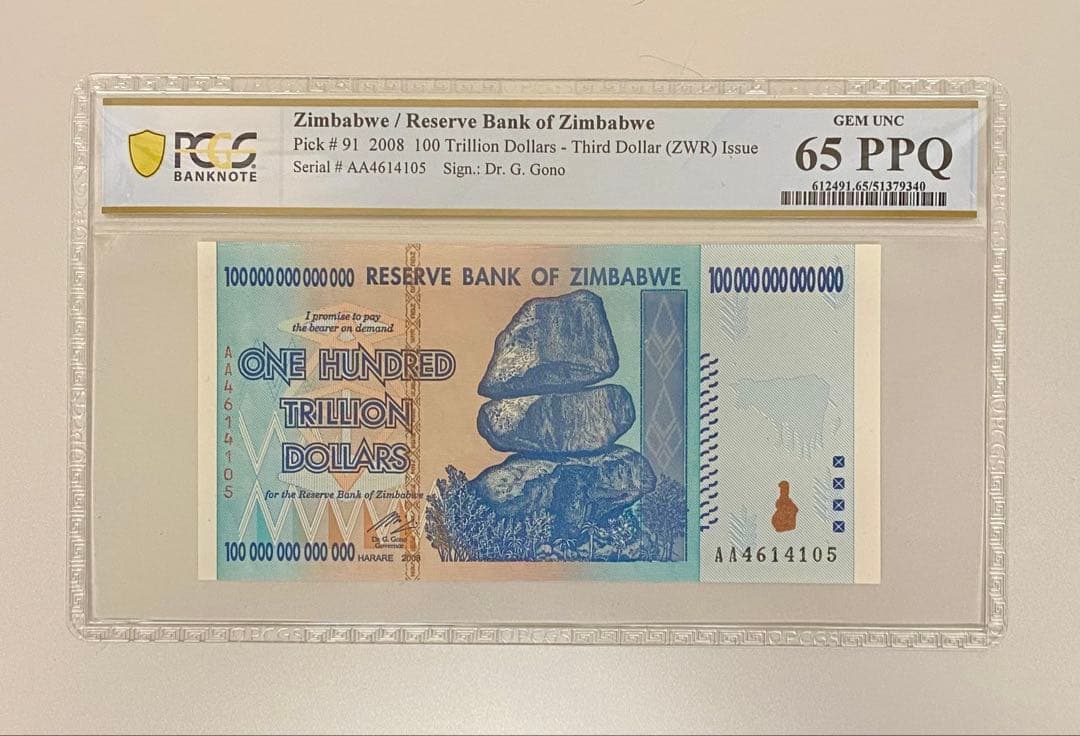 PCGS
BANKNOTE
Zimbabwe / Reserve Bank of Zimbabwe
Pick # 91 2008 100 Trillion Dollars - Third Dollar (ZWR) Issue
Serial # AA4614105 Sign.: Dr. G. Gono
GEM UNC
65 PPQ
612491.65/51379340
100 000 000 000 000 RESERVE BANK OF ZIMBABWE 100 000 000 000 000
I promise to pay
the bearer on demand
ONE HUNDRED
TRILLION
DOLLARS
for the Reserve Bank of Zimbabwe
Dr G. Gono
Governor
100 000 000 000 000 HARARE 2008
AA4614105
AA4614105